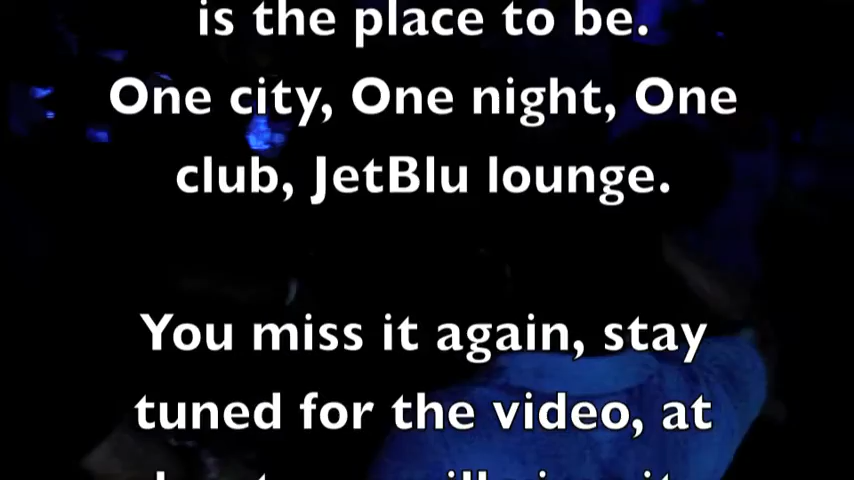 is the place to be.
One city, One night, One
club, JetBlu lounge.
You miss it again, stay
tuned for the video, at